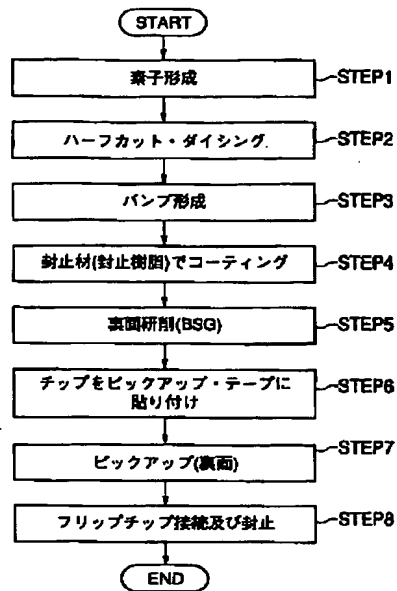 START
素子形成
STEP1
ハーフカット・ダイシング
STEP2
バンプ形成
STEP3
封止材(封止樹脂)でコーティング
STEP4
裏面研削(BSG)
STEP5
チップをピックアップ・テープに
貼り付け
STEP6
ピックアップ(裏面)
STEP7
フリップチップ接続及び封止
STEP8
END